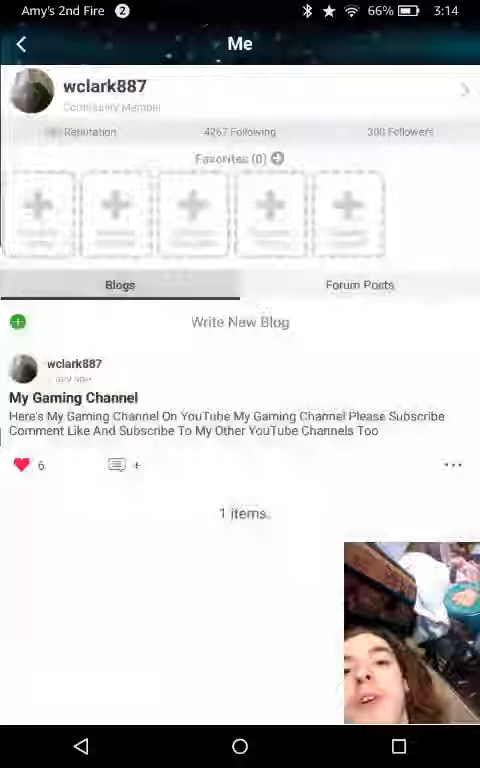 Amy's 2nd Fire 2 66% 3:14
Me
wclark887
Community Member
Reputation 4267 Following Followers
Favorites (0)
Blogs Forum Posts
Write New Blog
wclark887
My Gaming Channel
Here's My Gaming Channel On YouTube My Gaming Channel Please Subscribe
Comment Like And Subscribe To My Other YouTube Channels Too
6 +
1 items.